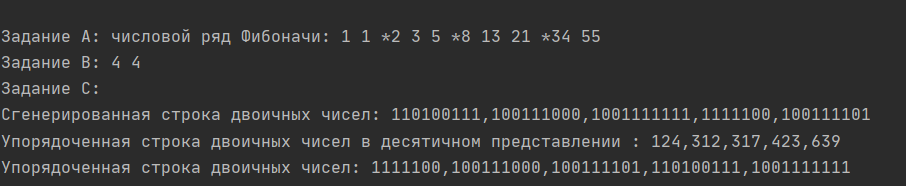 Задание A: числовой ряд Фибоначи: 1 1 *2 3 5 *8 13 21 *34 55
Задание B: 4 4
Задание C:
Сгенерированная строка двоичных чисел: 110100111,100111000,1001111111,1111100,100111101
Упорядоченная строка двоичных чисел в десятичном представлении : 124,312,317,423,639
Упорядоченная строка двоичных чисел: 1111100,100111000,100111101,110100111,1001111111